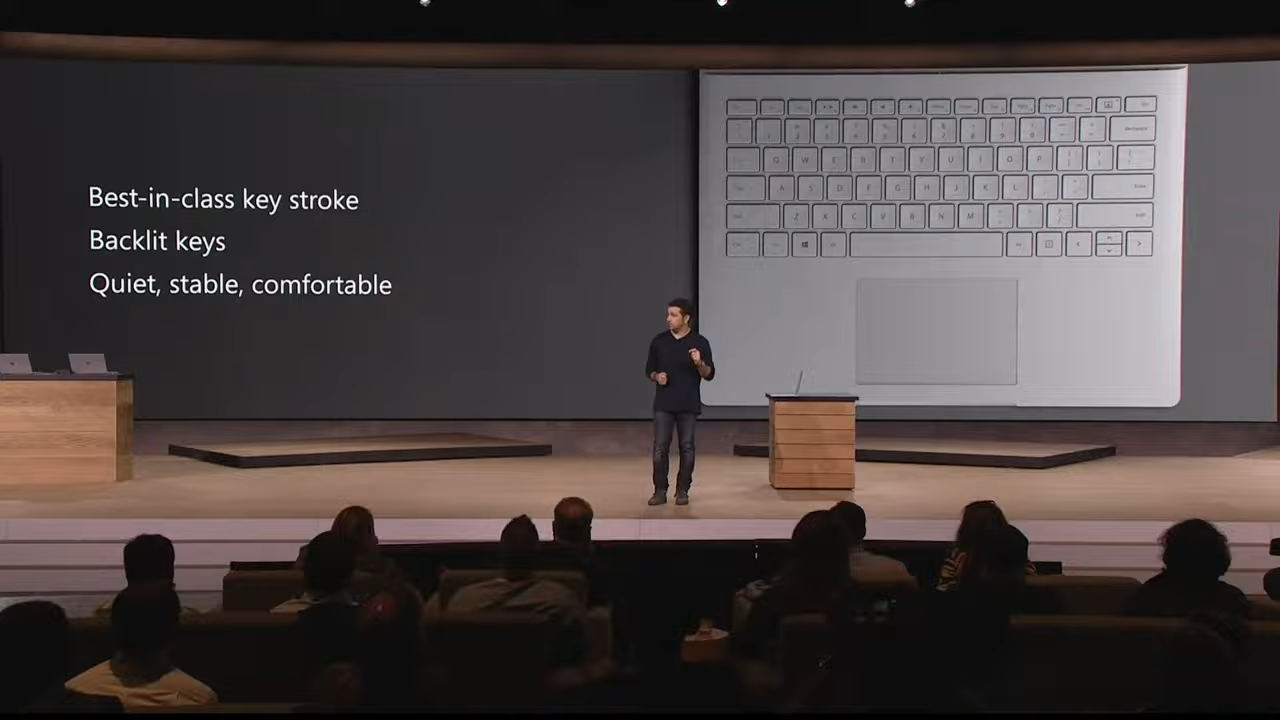 Best-in-class key stroke
Backlit keys
Quiet, stable, comfortable
Q W E R T Y U I O P
A S D F G H J K L
Z X C V B N M